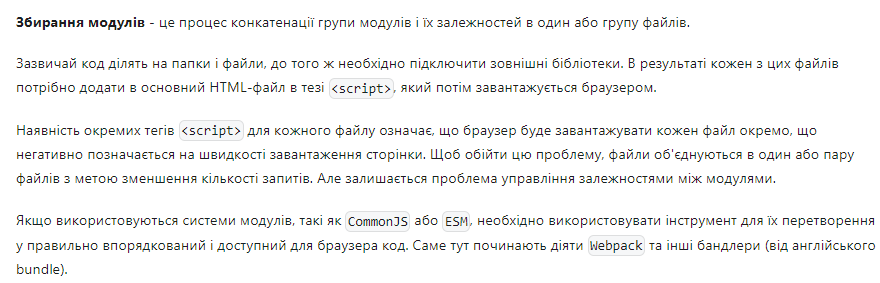 Збирання модулів - це процес конкатенації групи модулів і їх залежностей в один або групу файлів.
Зазвичай код ділять на папки і файли, до того ж необхідно підключити зовнішні бібліотеки. В результаті кожен з цих файлів
потрібно додати в основний HTML-файл в тезі <script>, який потім завантажується браузером.
Наявність окремих тегів <script> для кожного файлу означає, що браузер буде завантажувати кожен файл окремо, що
негативно позначається на швидкості завантаження сторінки. Щоб обійти цю проблему, файли об'єднуються в один або пару
файлів з метою зменшення кількості запитів. Але залишається проблема управління залежностями між модулями.
Якщо використовуються системи модулів, такі як CommonJS або ESM, необхідно використовувати інструмент для їх перетворення
у правильно впорядкований і доступний для браузера код. Саме тут починають діяти Webpack та інші бандлери (від англійського
bundle).